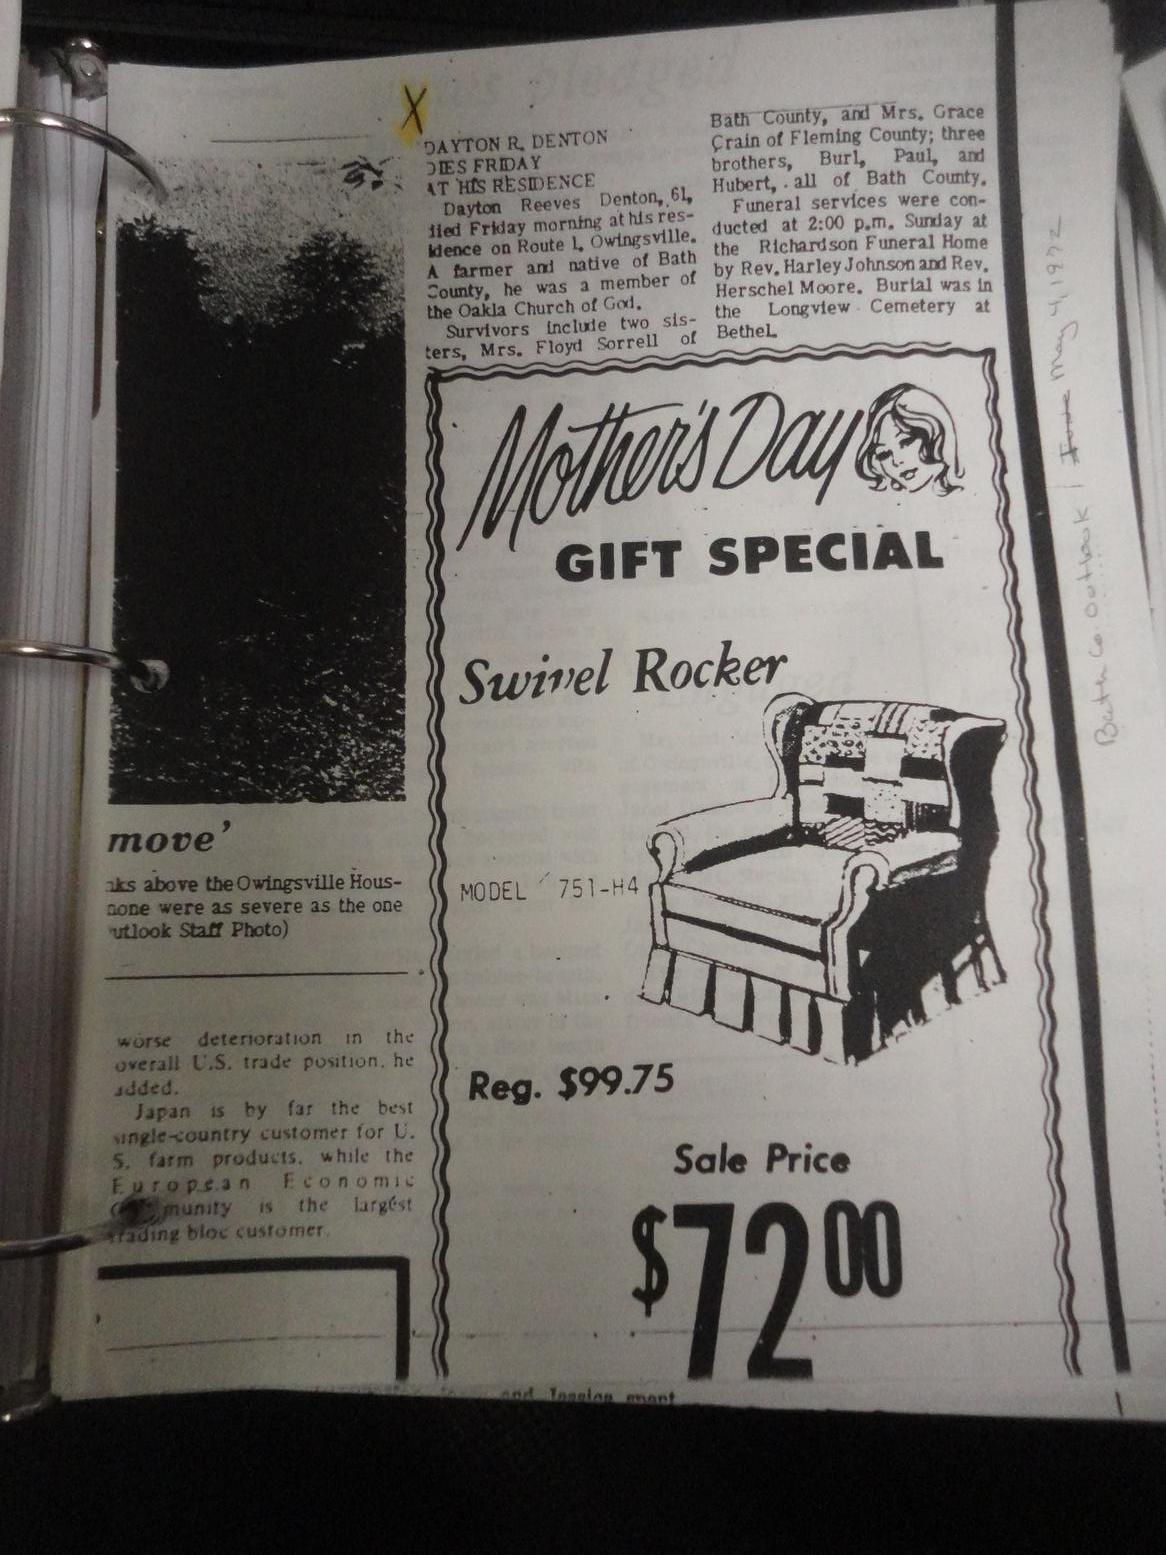 X
DAYTON R. DENTON
DIES FRIDAY
AT HIS RESIDENCE
Dayton Reeves Denton, 61,
died Friday morning at his res-
idence on Route 1, Owingsville.
A farmer and native of Bath
County, he was a member of
the Oakla Church of God.
Survivors include two sis-
ters, Mrs. Floyd Sorrell of
Bath County, and Mrs. Grace
Crain of Fleming County; three
brothers, Burl, Paul, and
Hubert, all of Bath County.
Funeral services were con-
ducted at 2:00 p.m. Sunday at
the Richardson Funeral Home
by Rev. Harley Johnson and Rev.
Herschel Moore. Burial was in
the Longview Cemetery at
Bethel.
Mother's Day
GIFT SPECIAL
Swivel Rocker
MODEL 751-H4
Reg. $99.75
Sale Price
$72 00
move'
aks above the Owingsville Hous-
none were as severe as the one
utlook Staff Photo)
worse deterioration in the
overall U.S. trade position, he
added.
Japan is by far the best
single-country customer for U.
S. farm products, while the
European Economic
Community is the largest
trading bloc customer.
Bath Co. Outlook | May 4, 1972